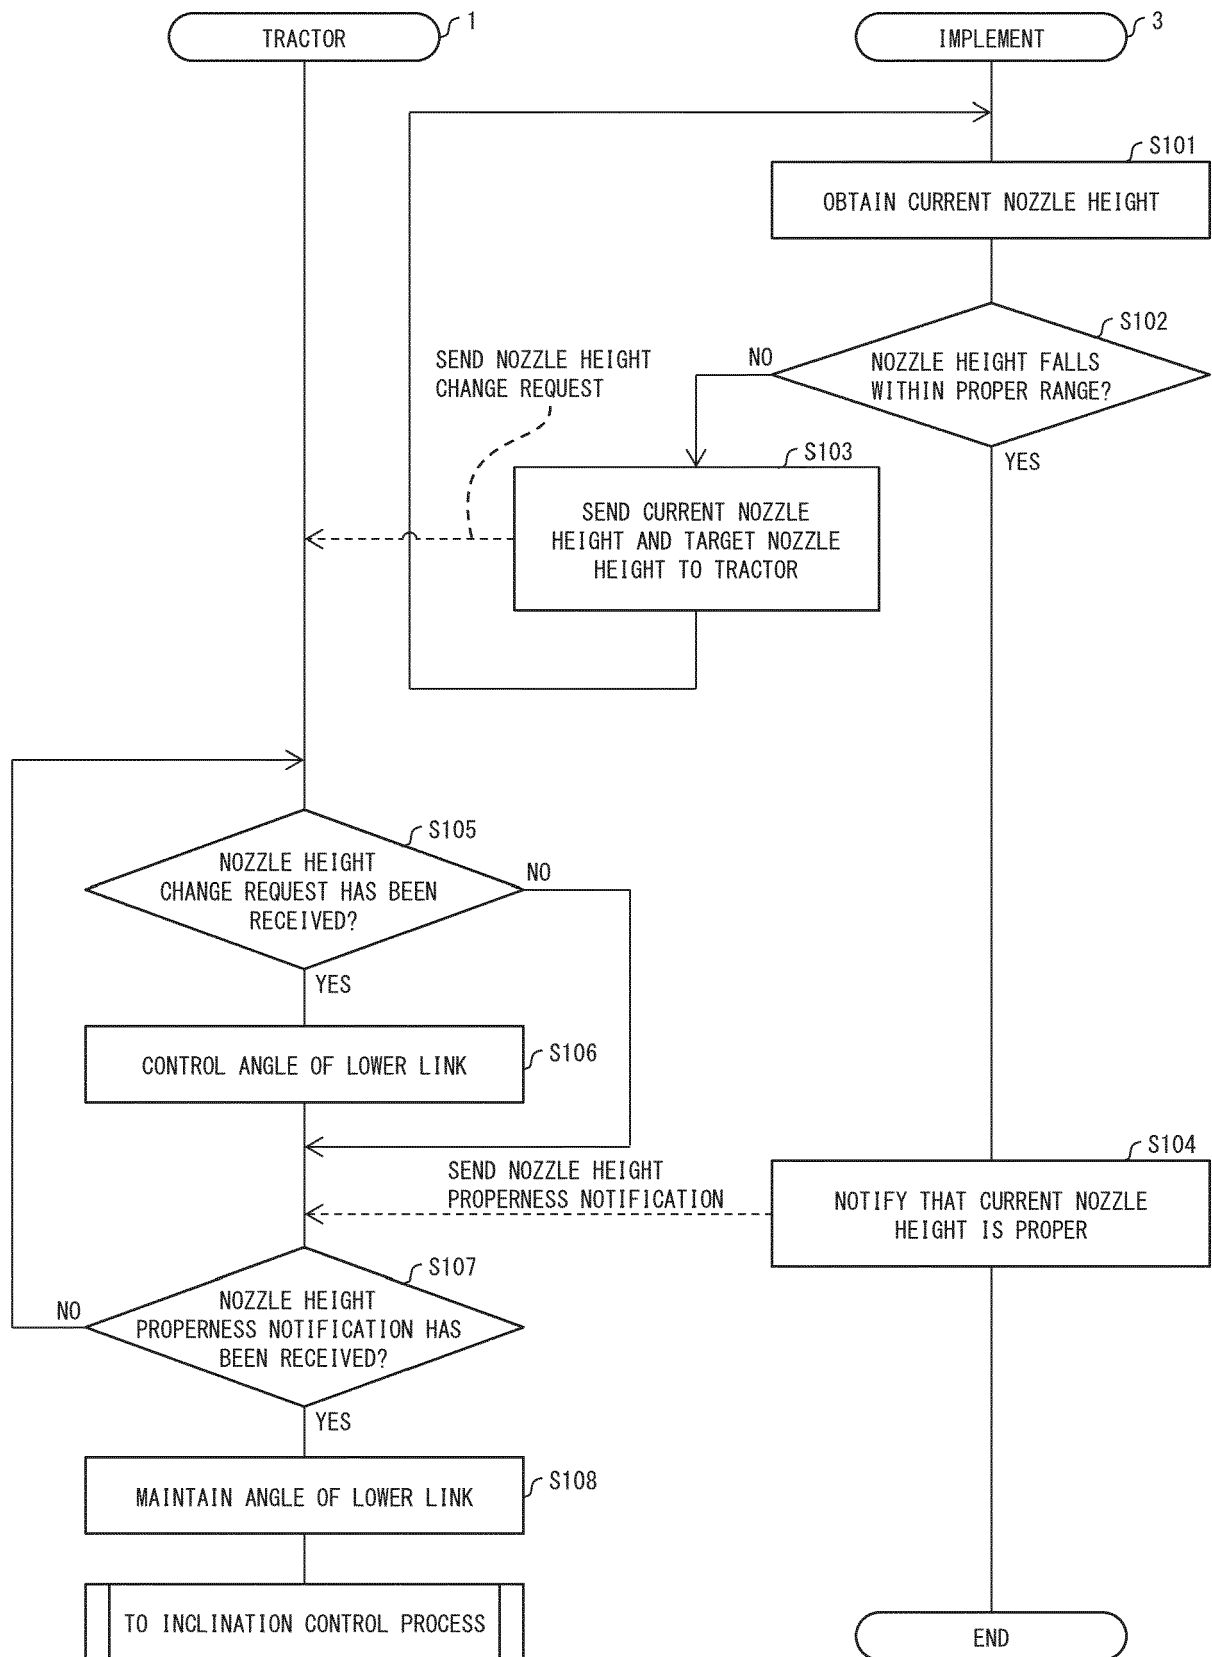 TRACTOR
1
IMPLEMENT
3
S101
OBTAIN CURRENT NOZZLE HEIGHT
S102
NOZZLE HEIGHT FALLS
WITHIN PROPER RANGE?
NO
YES
SEND NOZZLE HEIGHT
CHANGE REQUEST
S103
SEND CURRENT NOZZLE
HEIGHT AND TARGET NOZZLE
HEIGHT TO TRACTOR
S105
NOZZLE HEIGHT
CHANGE REQUEST HAS BEEN
RECEIVED?
NO
YES
CONTROL ANGLE OF LOWER LINK
S106
SEND NOZZLE HEIGHT
PROPERNESS NOTIFICATION
S104
NOTIFY THAT CURRENT NOZZLE
HEIGHT IS PROPER
S107
NOZZLE HEIGHT
PROPERNESS NOTIFICATION HAS
BEEN RECEIVED?
NO
YES
MAINTAIN ANGLE OF LOWER LINK
S108
TO INCLINATION CONTROL PROCESS
END